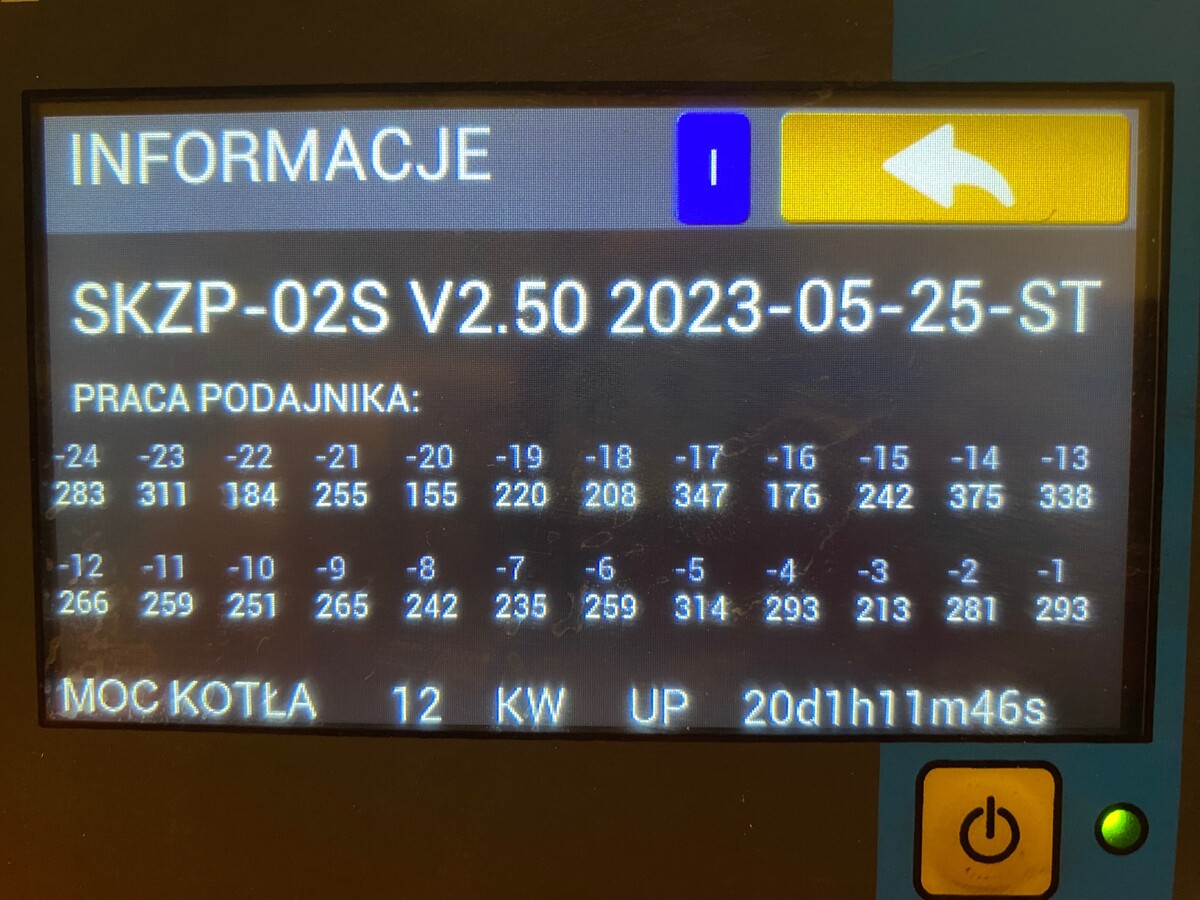 INFORMACJE I
SKZP-02S V2.50 2023-05-25-ST
PRACA PODAJNIKA:
-24 -23 -22 -21 -20 -19 -18 -17 -16 -15 -14 -13
283 311 184 255 155 220 208 347 176 242 375 338
-12 -11 -10 -9 -8 -7 -6 -5 -4 -3 -2 -1
266 259 251 265 242 235 259 314 293 213 281 293
MOC KOTŁA 12 KW UP 20d1h11m46s